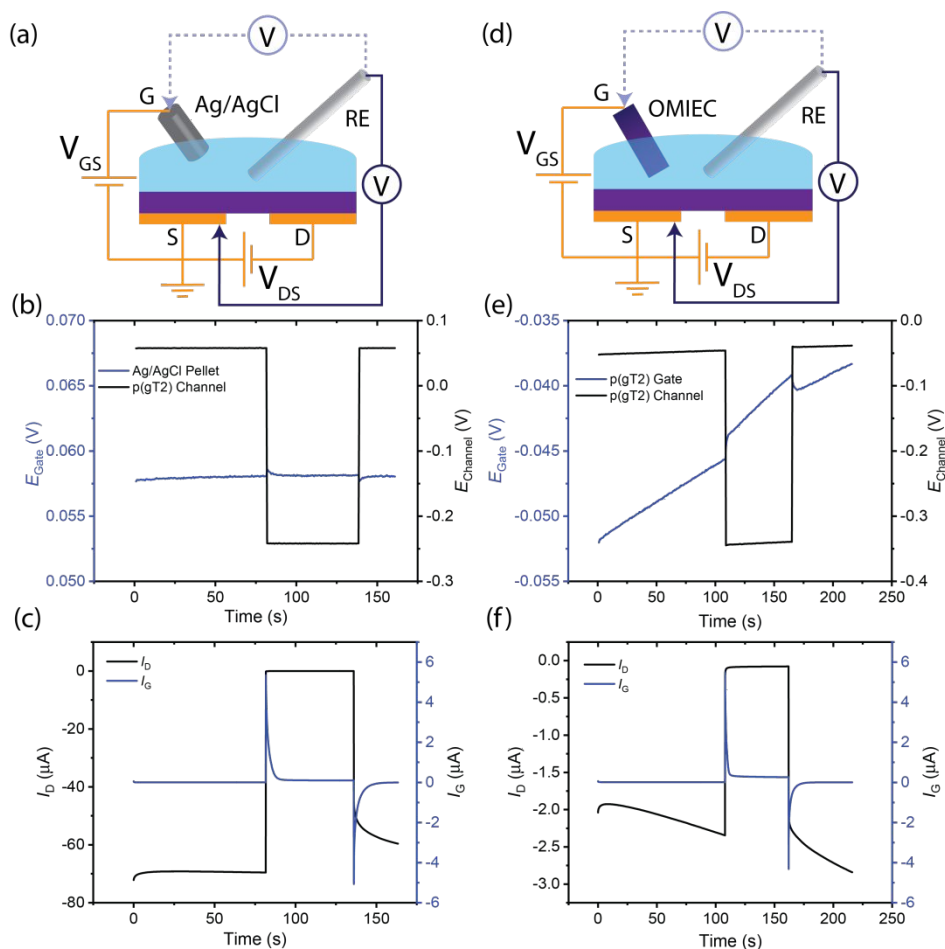 (a)
V
G
Ag/AgCl
RE
V_GS
V
S
D
V_DS
(d)
V
G
OMIEC
RE
V_GS
V
S
D
V_DS
(b)
0.070
0.065
0.060
0.055
0.050
E_Gate (V)
Ag/AgCl Pellet
p(gT2) Channel
0.1
0.0
-0.1
-0.2
-0.3
E_Channel (V)
0
50
100
150
Time (s)
(e)
-0.035
-0.040
-0.045
-0.050
-0.055
E_Gate (V)
p(gT2) Gate
p(gT2) Channel
0.0
-0.1
-0.2
-0.3
-0.4
E_Channel (V)
0
50
100
150
200
250
Time (s)
(c)
0
-20
-40
-60
-80
I_D (µA)
I_D
I_G
6
4
2
0
-2
-4
-6
I_G (µA)
0
50
100
150
Time (s)
(f)
0.0
-0.5
-1.0
-1.5
-2.0
-2.5
-3.0
I_D (µA)
I_D
I_G
6
4
2
0
-2
-4
-6
I_G (µA)
0
50
100
150
200
250
Time (s)